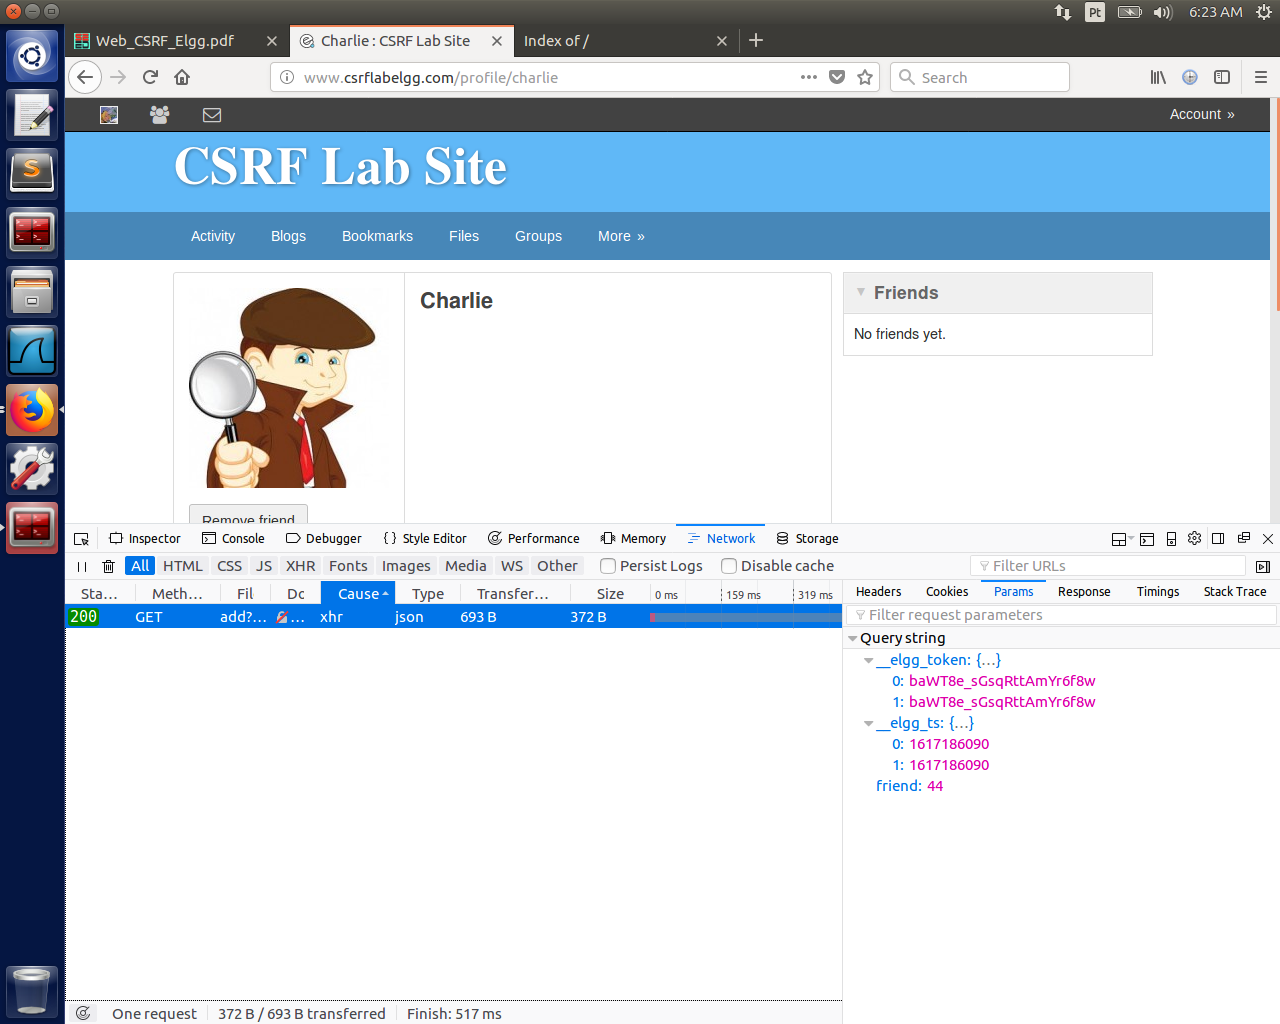 Pt
6:23 AM
Web_CSRF_Elgg.pdf
Charlie : CSRF Lab Site
Index of /
www.csrflabelgg.com/profile/charlie
Search
Account »
CSRF Lab Site
Activity
Blogs
Bookmarks
Files
Groups
More »
Charlie
Friends
No friends yet.
Remove friend
Inspector
Console
Debugger
Style Editor
Performance
Memory
Network
Storage
All
HTML
CSS
JS
XHR
Fonts
Images
Media
WS
Other
Persist Logs
Disable cache
Filter URLs
Sta…
Meth…
Fil
Dc
Cause
Type
Transfer…
Size
0 ms
159 ms
319 ms
200
GET
add?…
…
xhr
json
693 B
372 B
Headers
Cookies
Params
Response
Timings
Stack Trace
Filter request parameters
Query string
__elgg_token: {…}
0: baWT8e_sGsqRttAmYr6f8w
1: baWT8e_sGsqRttAmYr6f8w
__elgg_ts: {…}
0: 1617186090
1: 1617186090
friend: 44
One request
372 B / 693 B transferred
Finish: 517 ms